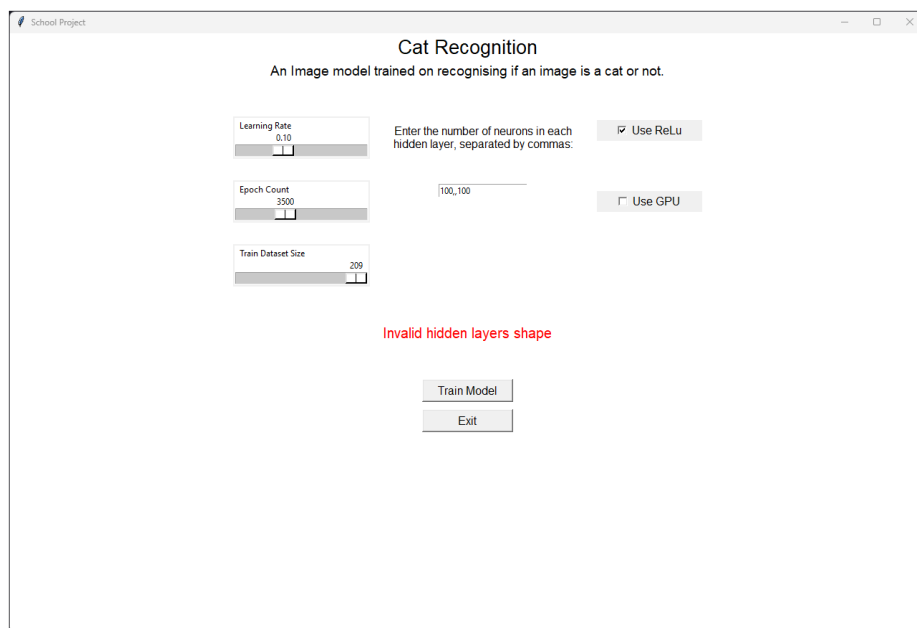 School Project
Cat Recognition
An Image model trained on recognising if an image is a cat or not.
Learning Rate
0.10
Enter the number of neurons in each
hidden layer, separated by commas:
Use ReLu
Epoch Count
3500
100,,100
Use GPU
Train Dataset Size
209
Invalid hidden layers shape
Train Model
Exit